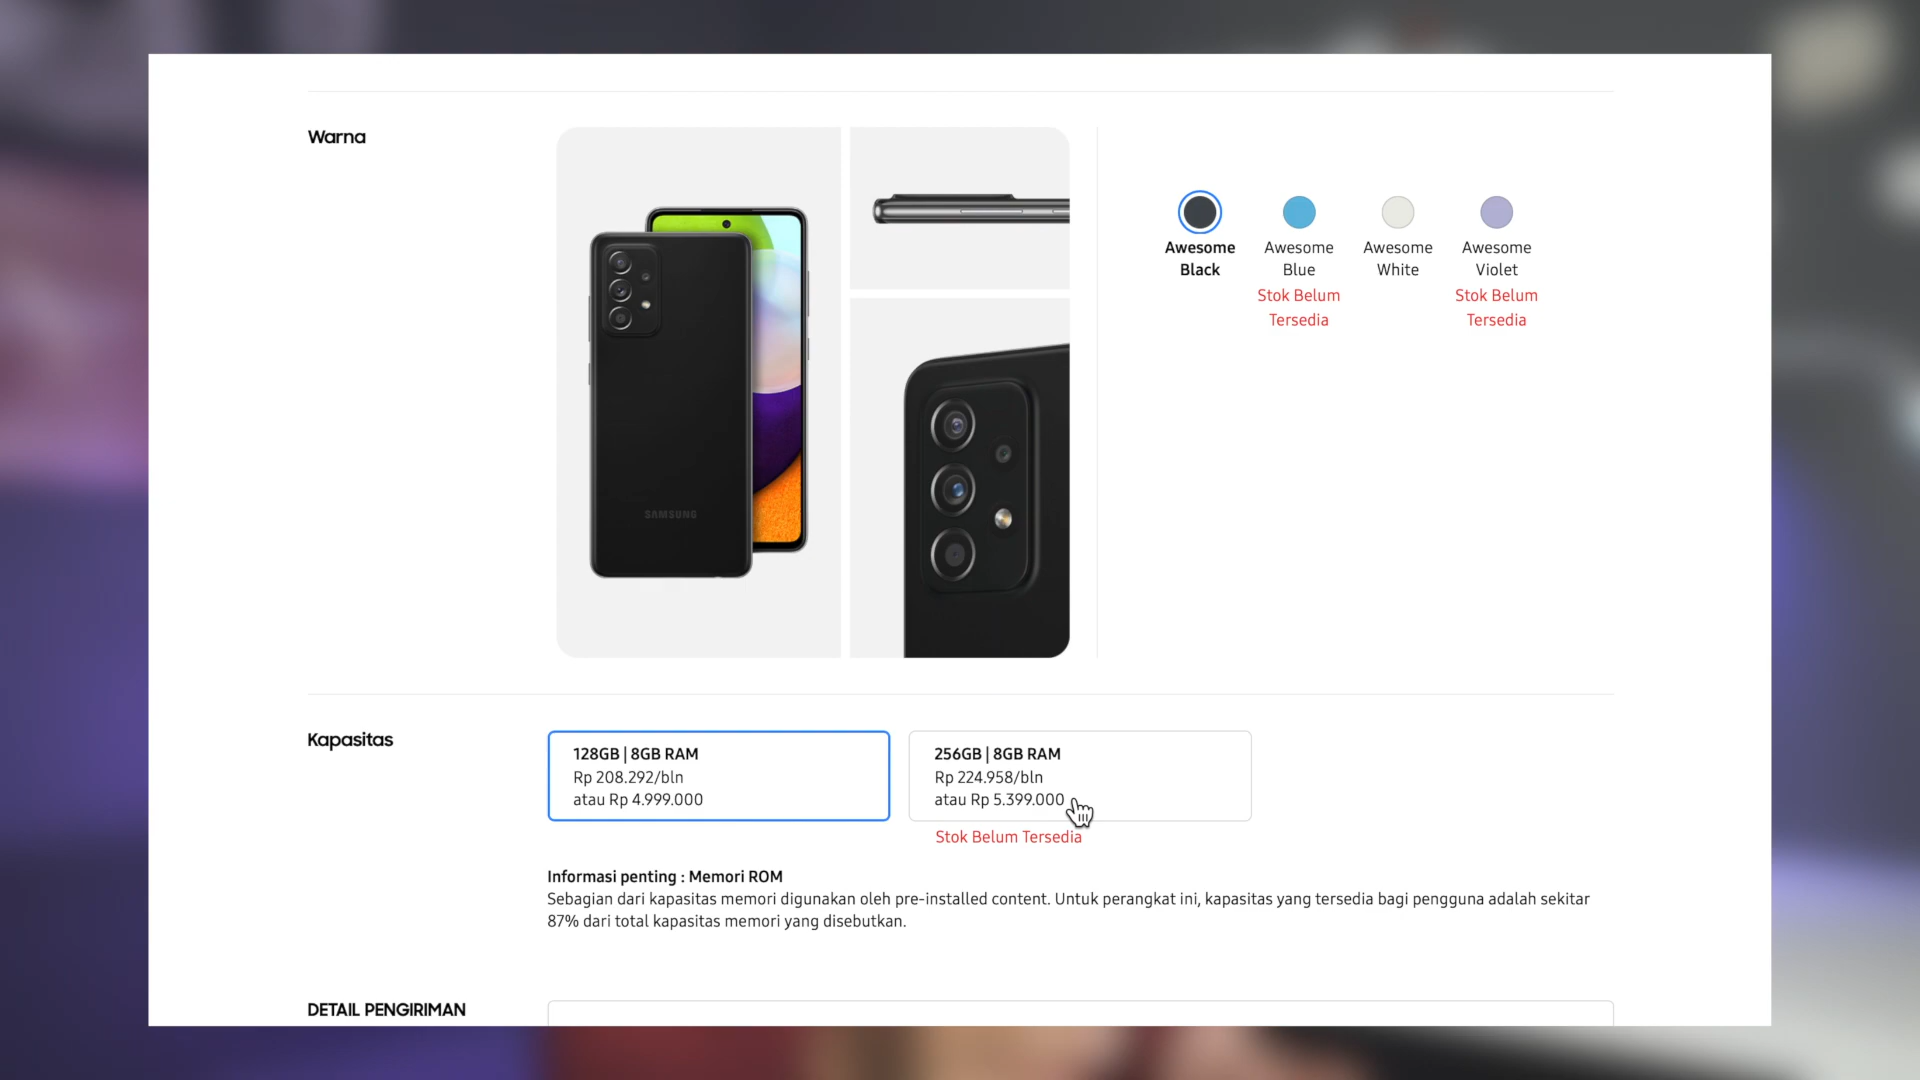 Warna
SAMSUNG
Awesome
Black
Awesome
Blue
Stok Belum
Tersedia
Awesome
White
Awesome
Violet
Stok Belum
Tersedia
Kapasitas
128GB | 8GB RAM
Rp 208.292/bln
atau Rp 4.999.000
256GB | 8GB RAM
Rp 224.958/bln
atau Rp 5.399.000
Stok Belum Tersedia
Informasi penting : Memori ROM
Sebagian dari kapasitas memori digunakan oleh pre-installed content. Untuk perangkat ini, kapasitas yang tersedia bagi pengguna adalah sekitar
87% dari total kapasitas memori yang disebutkan.
DETAIL PENGIRIMAN